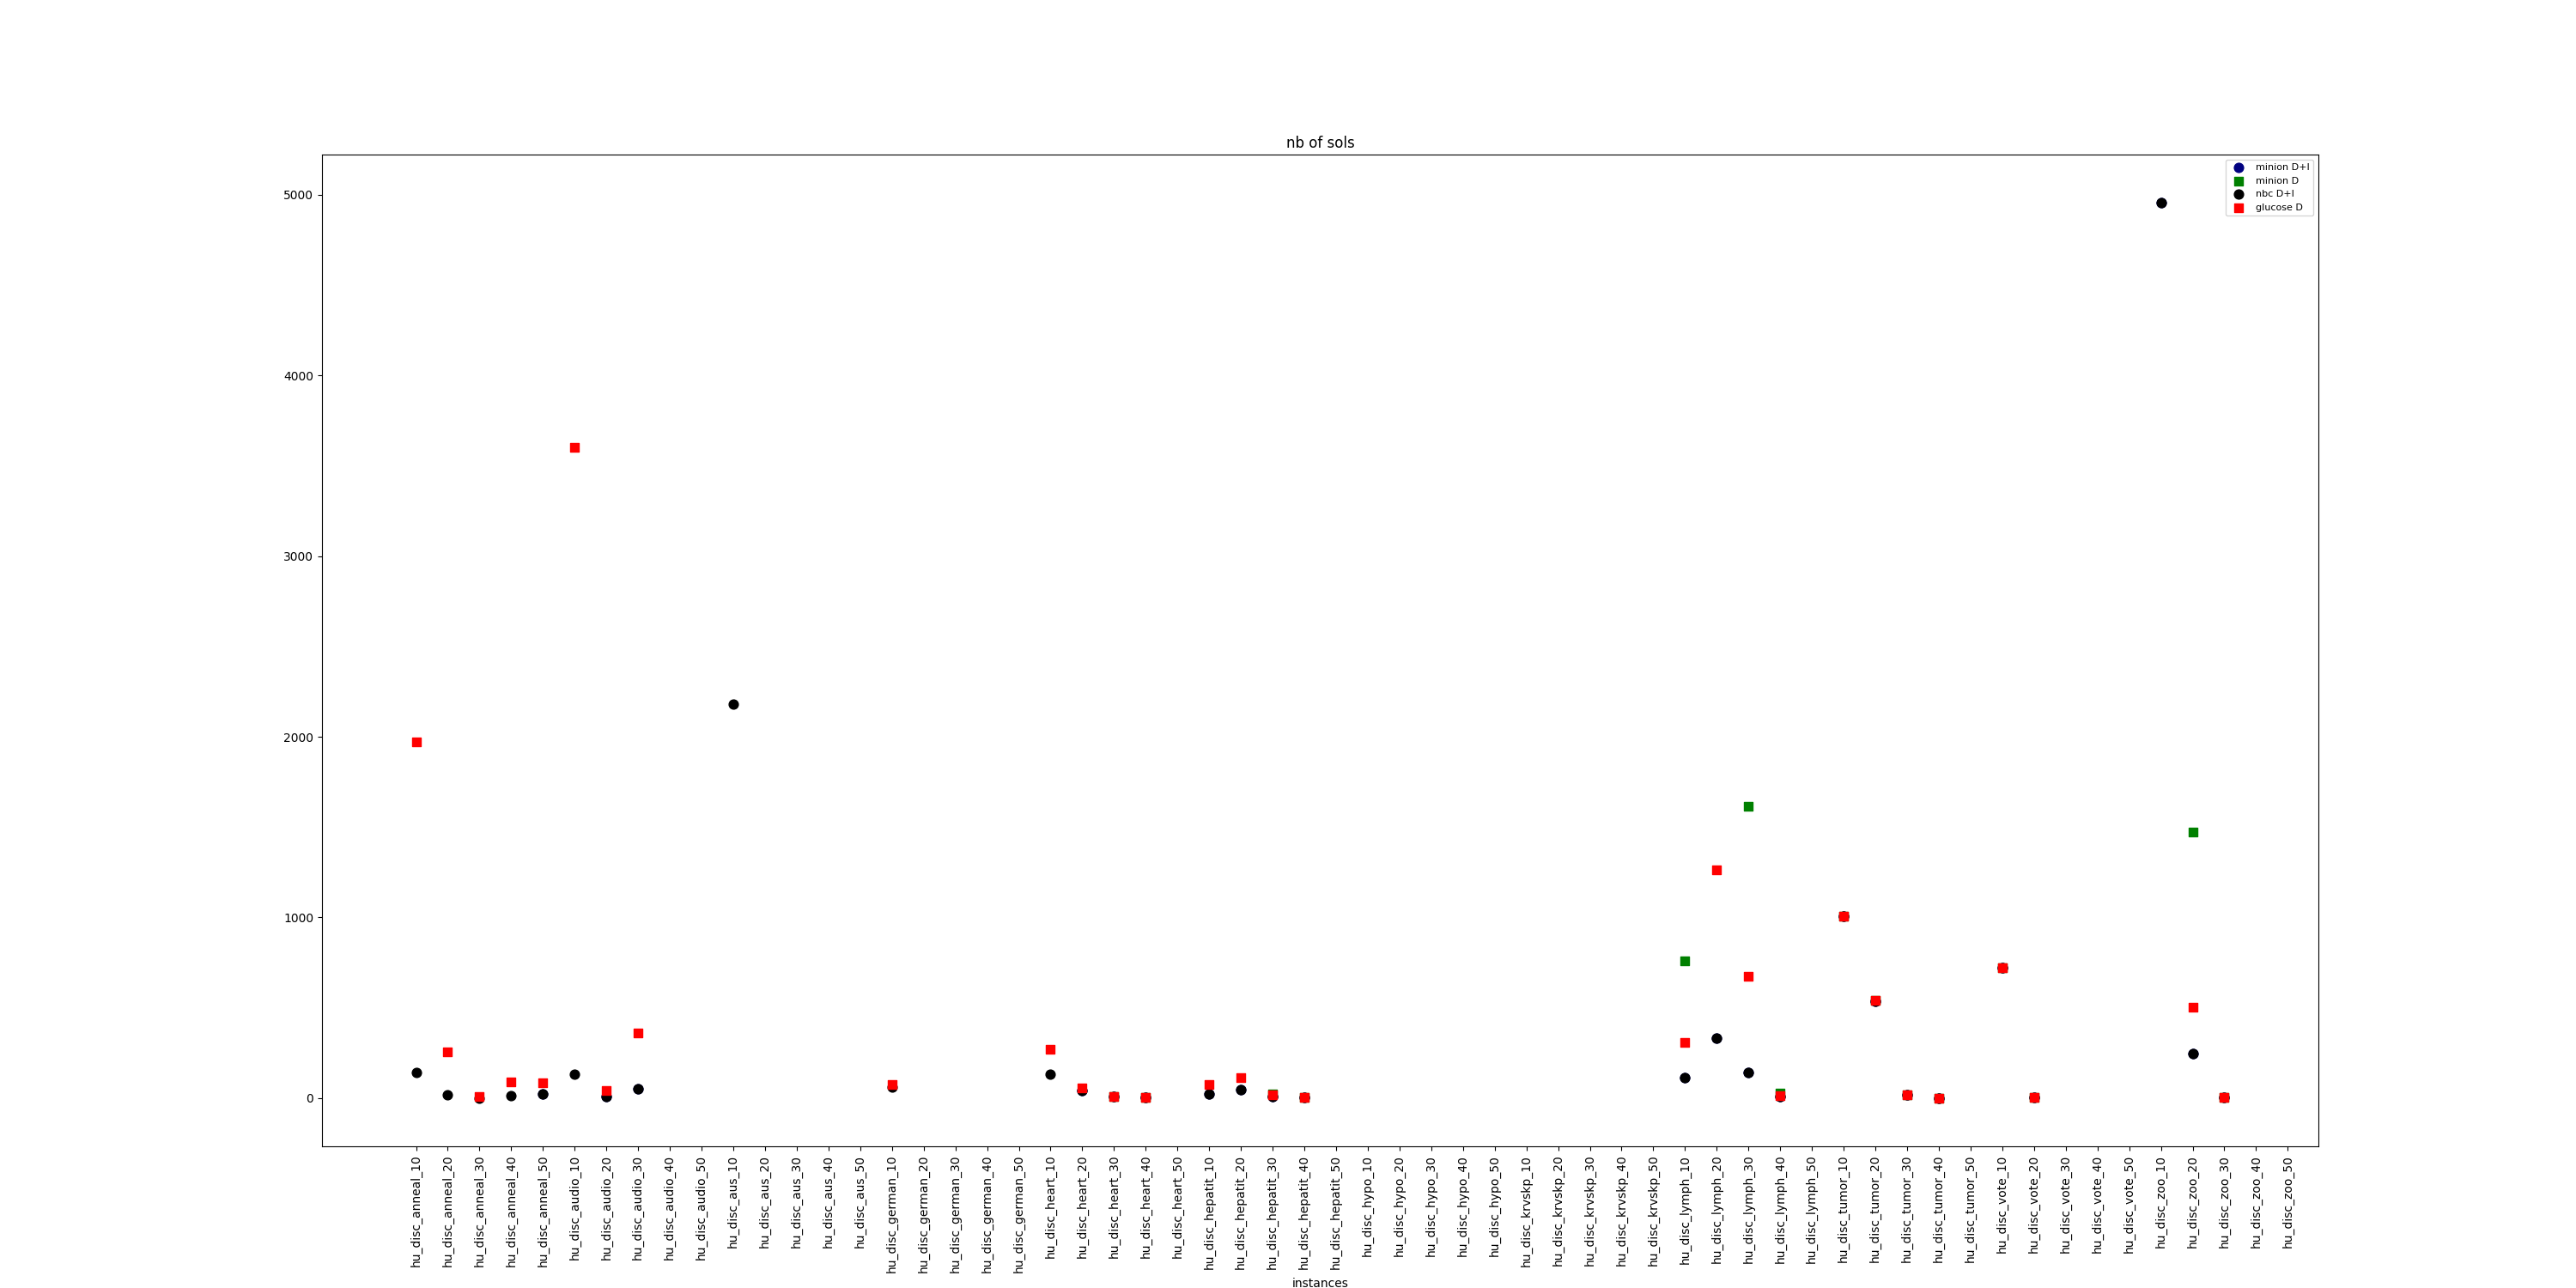 nb of sols
minion D+I
minion D
nbc D+I
glucose D
5000
4000
3000
2000
1000
0
hu_disc_anneal_10
hu_disc_anneal_20
hu_disc_anneal_30
hu_disc_anneal_40
hu_disc_anneal_50
hu_disc_audio_10
hu_disc_audio_20
hu_disc_audio_30
hu_disc_audio_40
hu_disc_audio_50
hu_disc_aus_10
hu_disc_aus_20
hu_disc_aus_30
hu_disc_aus_40
hu_disc_aus_50
hu_disc_german_10
hu_disc_german_20
hu_disc_german_30
hu_disc_german_40
hu_disc_german_50
hu_disc_heart_10
hu_disc_heart_20
hu_disc_heart_30
hu_disc_heart_40
hu_disc_heart_50
hu_disc_hepatit_10
hu_disc_hepatit_20
hu_disc_hepatit_30
hu_disc_hepatit_40
hu_disc_hepatit_50
hu_disc_hypo_10
hu_disc_hypo_20
hu_disc_hypo_30
hu_disc_hypo_40
hu_disc_hypo_50
hu_disc_krvskp_10
hu_disc_krvskp_20
hu_disc_krvskp_30
hu_disc_krvskp_40
hu_disc_krvskp_50
hu_disc_lymph_10
hu_disc_lymph_20
hu_disc_lymph_30
hu_disc_lymph_40
hu_disc_lymph_50
hu_disc_tumor_10
hu_disc_tumor_20
hu_disc_tumor_30
hu_disc_tumor_40
hu_disc_tumor_50
hu_disc_vote_10
hu_disc_vote_20
hu_disc_vote_30
hu_disc_vote_40
hu_disc_vote_50
hu_disc_zoo_10
hu_disc_zoo_20
hu_disc_zoo_30
hu_disc_zoo_40
hu_disc_zoo_50
instances